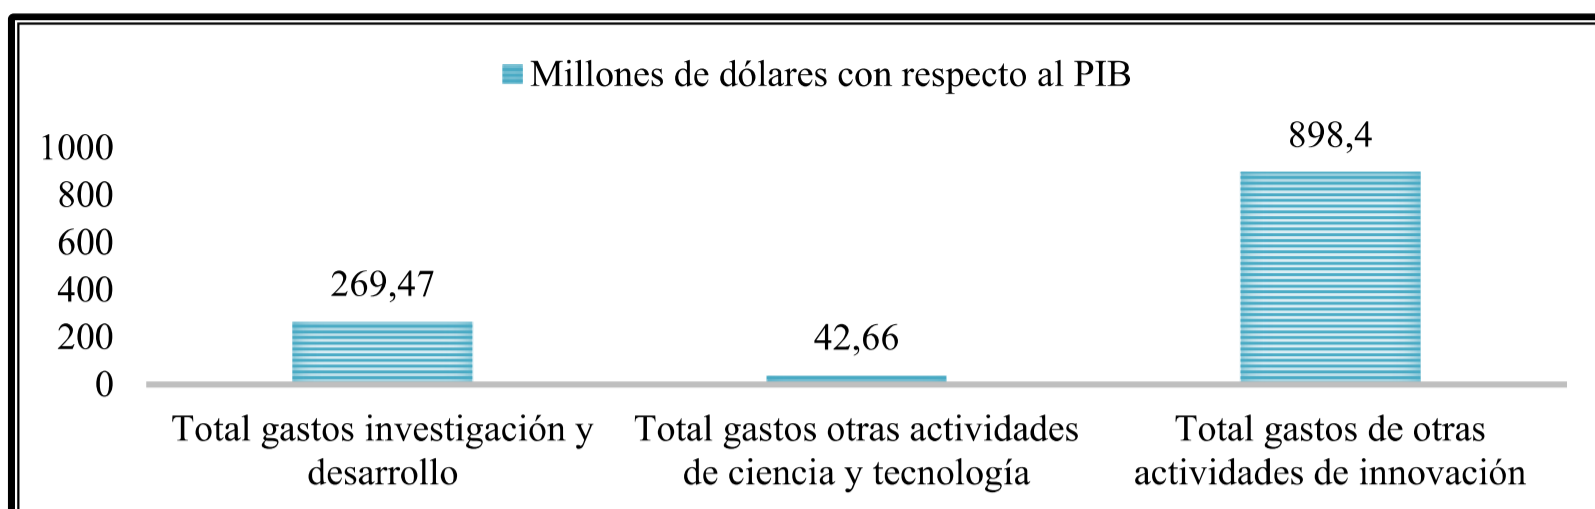 Millones de dólares con respecto al PIB
1000
800
600
400
200
0
269,47
42,66
898,4
Total gastos investigación y
desarrollo
Total gastos otras actividades
de ciencia y tecnología
Total gastos de otras
actividades de innovación